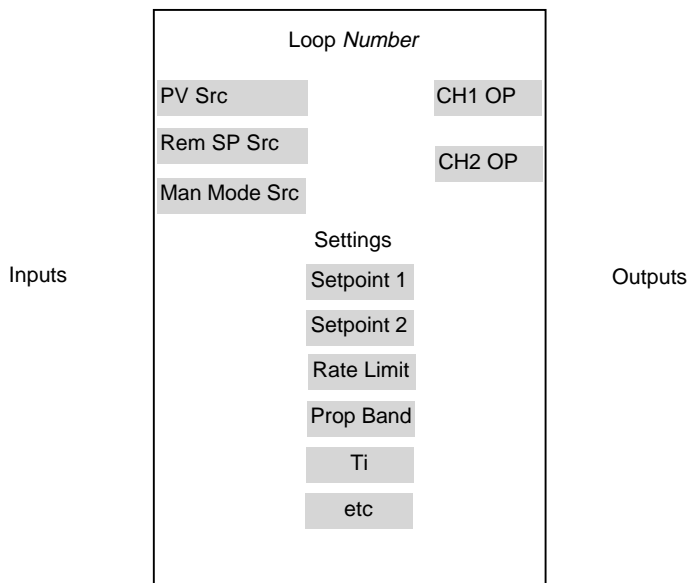 Loop Number
PV Src
CH1 OP
Rem SP Src
CH2 OP
Man Mode Src
Settings
Inputs
Setpoint 1
Outputs
Setpoint 2
Rate Limit
Prop Band
Ti
etc